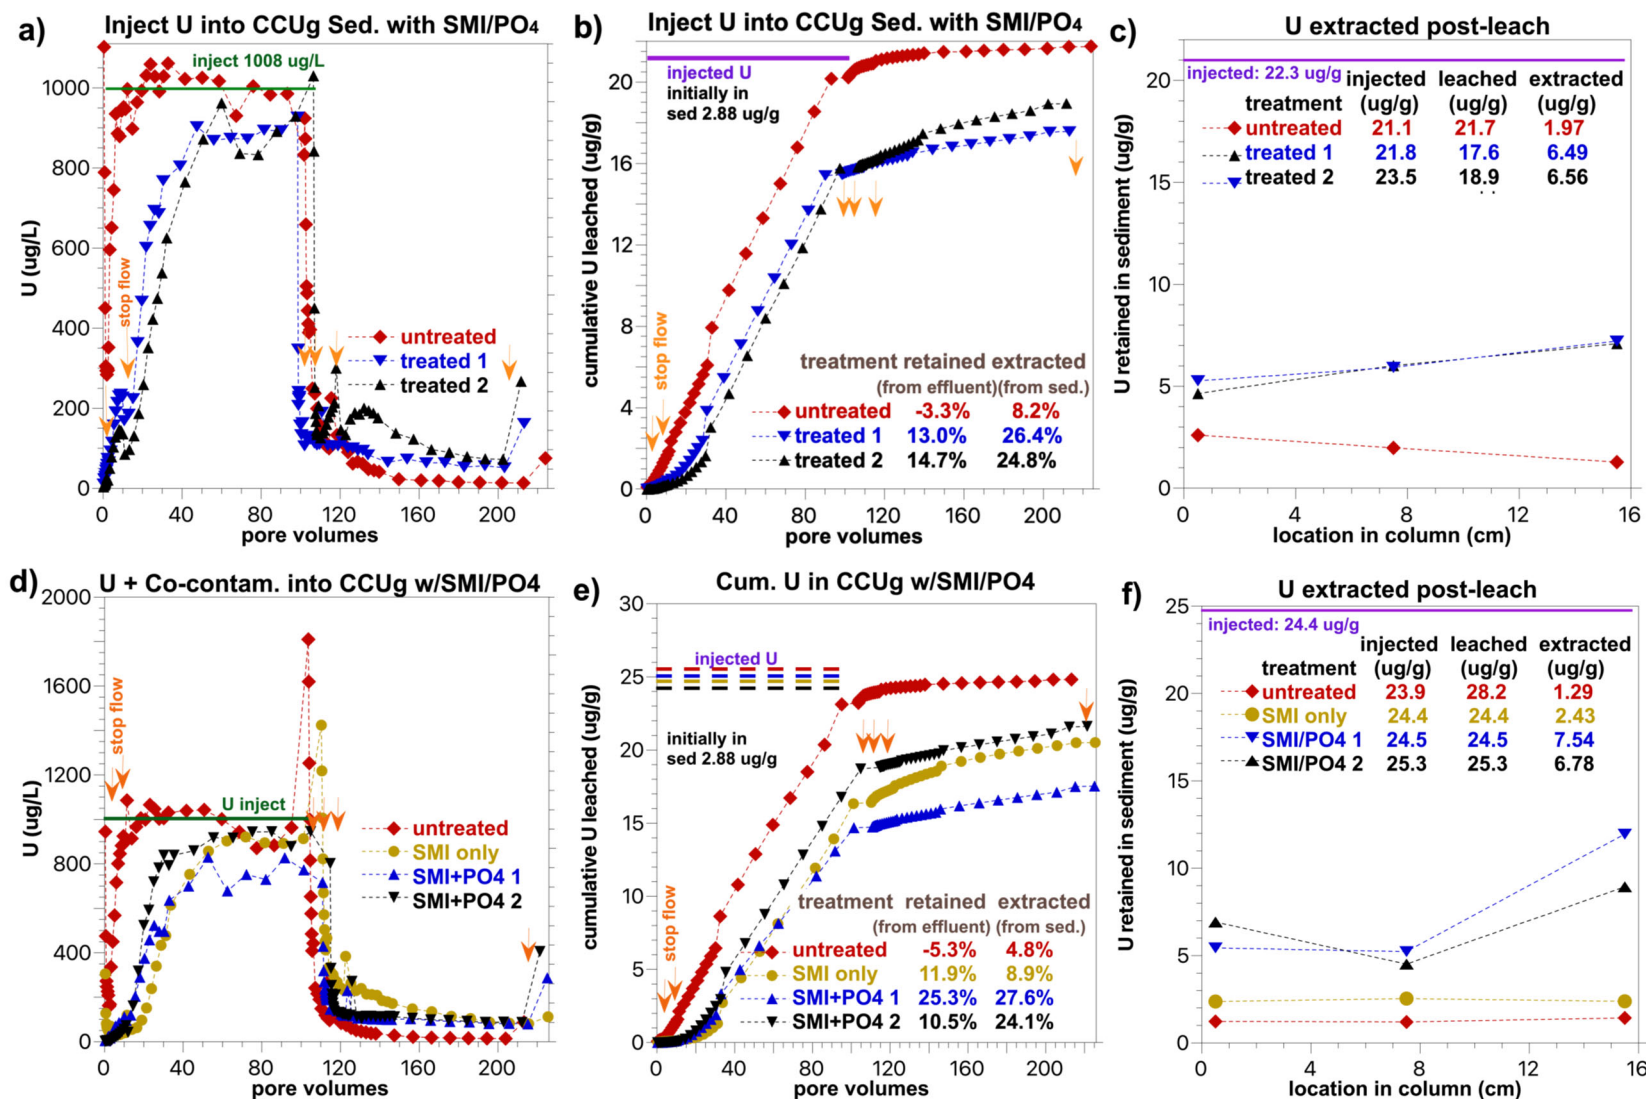 a)
Inject U into CCUg Sed. with SMI/PO4
inject 1008 ug/L
stop flow
untreated
treated 1
treated 2
U (ug/L)
1000
800
600
400
200
0
0 40 80 120 160 200
pore volumes
b)
Inject U into CCUg Sed. with SMI/PO4
injected U
initially in
sed 2.88 ug/g
stop flow
treatment retained extracted
(from effluent)(from sed.)
untreated -3.3% 8.2%
treated 1 13.0% 26.4%
treated 2 14.7% 24.8%
cumulative U leached (ug/g)
20
16
12
8
4
0
0 40 80 120 160 200
pore volumes
c)
U extracted post-leach
injected: 22.3 ug/g
injected leached extracted
treatment (ug/g) (ug/g) (ug/g)
untreated 21.1 21.7 1.97
treated 1 21.8 17.6 6.49
treated 2 23.5 18.9 6.56
U retained in sediment (ug/g)
20
15
10
5
0
0 4 8 12 16
location in column (cm)
d)
U + Co-contam. into CCUg w/SMI/PO4
stop flow
U inject
untreated
SMI only
SMI+PO4 1
SMI+PO4 2
U (ug/L)
2000
1600
1200
800
400
0
0 40 80 120 160 200
pore volumes
e)
Cum. U in CCUg w/SMI/PO4
injected U
initially in
sed 2.88 ug/g
stop flow
treatment retained extracted
(from effluent) (from sed.)
untreated -5.3% 4.8%
SMI only 11.9% 8.9%
SMI+PO4 1 25.3% 27.6%
SMI+PO4 2 10.5% 24.1%
cumulative U leached (ug/g)
30
25
20
15
10
5
0
0 40 80 120 160 200
pore volumes
f)
U extracted post-leach
injected: 24.4 ug/g
injected leached extracted
treatment (ug/g) (ug/g) (ug/g)
untreated 23.9 28.2 1.29
SMI only 24.4 24.4 2.43
SMI/PO4 1 24.5 24.5 7.54
SMI/PO4 2 25.3 25.3 6.78
U retained in sediment (ug/g)
25
20
15
10
5
0
0 4 8 12 16
location in column (cm)